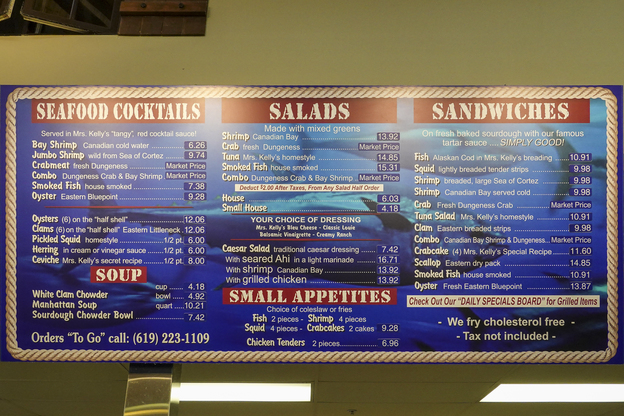 SEAFOOD COCKTAILS
Served in Mrs. Kelly's "tangy", red cocktail sauce!
Bay Shrimp Canadian cold water 6.26
Jumbo Shrimp wild from Sea of Cortez 9.74
Crabmeat fresh Dungeness Market Price
Combo Dungeness Crab & Bay Shrimp Market Price
Smoked Fish house smoked 7.38
Oyster Eastern Bluepoint 9.28
Oysters (6) on the "half shell" 12.06
Clams (6) on the "half shell" Eastern Littleneck 12.06
Pickled Squid homestyle 1/2 pt. 6.00
Herring in cream or vinegar sauce 1/2 pt. 6.00
Ceviche Mrs. Kelly's secret recipe 1/2 pt. 8.00
SOUP
cup 4.18
White Clam Chowder bowl 4.92
Manhattan Soup quart 10.21
Sourdough Chowder Bowl 7.42
Orders "To Go" call: (619) 223-1109
SALADS
Made with mixed greens
Shrimp Canadian Bay 13.92
Crab fresh Dungeness Market Price
Tuna Mrs. Kelly's homestyle 14.85
Smoked Fish house smoked 15.31
Combo Dungeness Crab & Bay Shrimp Market Price
Deduct $2.00 After Taxes, From Any Salad Half Order
House 6.03
Small House 4.18
YOUR CHOICE OF DRESSING
Mrs. Kelly's Bleu Cheese - Classic Louie
Balsamic Vinaigrette - Creamy Ranch
Caesar Salad traditional caesar dressing 7.42
With seared Ahi in a light marinade 16.71
With shrimp Canadian Bay 13.92
With grilled chicken 13.92
SMALL APPETITES
Choice of coleslaw or fries
Fish 2 pieces - Shrimp 4 pieces
Squid 4 pieces - Crabcakes 2 cakes 9.28
Chicken Tenders 2 pieces 6.96
SANDWICHES
On fresh baked sourdough with our famous
tartar sauce ....SIMPLY GOOD!
Fish Alaskan Cod in Mrs. Kelly's breading 10.91
Squid lightly breaded tender strips 9.98
Shrimp breaded, large Sea of Cortez 9.98
Shrimp Canadian Bay served cold 9.98
Crab Fresh Dungeness Crab Market Price
Tuna Salad Mrs. Kelly's homestyle 10.91
Clam Eastern breaded strips 9.98
Combo Canadian Bay Shrimp & Dungeness... Market Price
Crabcake (4) Mrs. Kelly's Special Recipe 11.60
Scallop Eastern dry pack 14.85
Smoked Fish house smoked 10.91
Oyster Fresh Eastern Bluepoint 13.87
Check Out Our "DAILY SPECIALS BOARD" for Grilled Items
- We fry cholesterol free -
- Tax not included -